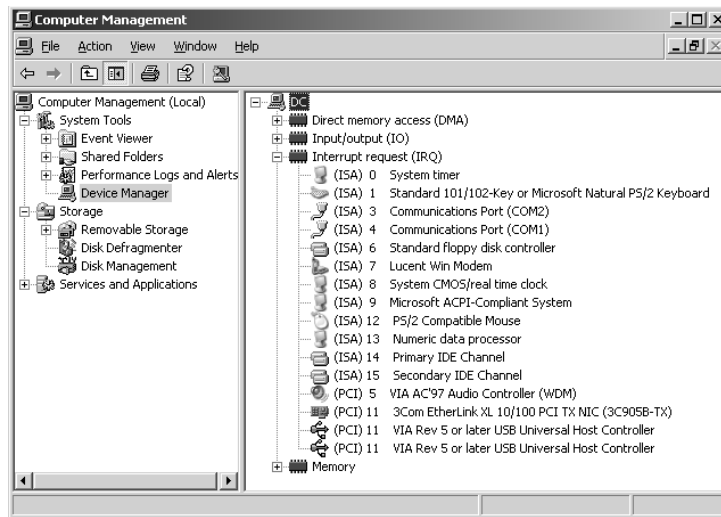 Computer Management
File Action View Window Help
Computer Management (Local)
System Tools
Event Viewer
Shared Folders
Performance Logs and Alerts
Device Manager
Storage
Removable Storage
Disk Defragmenter
Disk Management
Services and Applications
DC
Direct memory access (DMA)
Input/output (IO)
Interrupt request (IRQ)
(ISA) 0 System timer
(ISA) 1 Standard 101/102-Key or Microsoft Natural PS/2 Keyboard
(ISA) 3 Communications Port (COM2)
(ISA) 4 Communications Port (COM1)
(ISA) 6 Standard floppy disk controller
(ISA) 7 Lucent Win Modem
(ISA) 8 System CMOS/real time clock
(ISA) 9 Microsoft ACPI-Compliant System
(ISA) 12 PS/2 Compatible Mouse
(ISA) 13 Numeric data processor
(ISA) 14 Primary IDE Channel
(ISA) 15 Secondary IDE Channel
(PCI) 5 VIA AC'97 Audio Controller (WDM)
(PCI) 11 3Com EtherLink XL 10/100 PCI TX NIC (3C905B-TX)
(PCI) 11 VIA Rev 5 or later USB Universal Host Controller
(PCI) 11 VIA Rev 5 or later USB Universal Host Controller
Memory